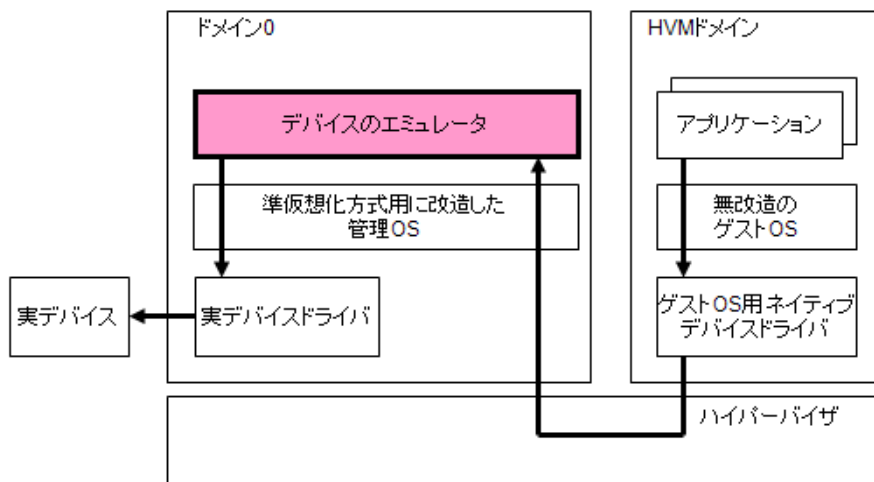 ドメイン0
HVMドメイン
デバイスのエミュレータ
アプリケーション
準仮想化方式用に改造した
管理OS
無改造の
ゲストOS
実デバイス
実デバイスドライバ
ゲストOS用ネイティブ
デバイスドライバ
ハイパーバイザ